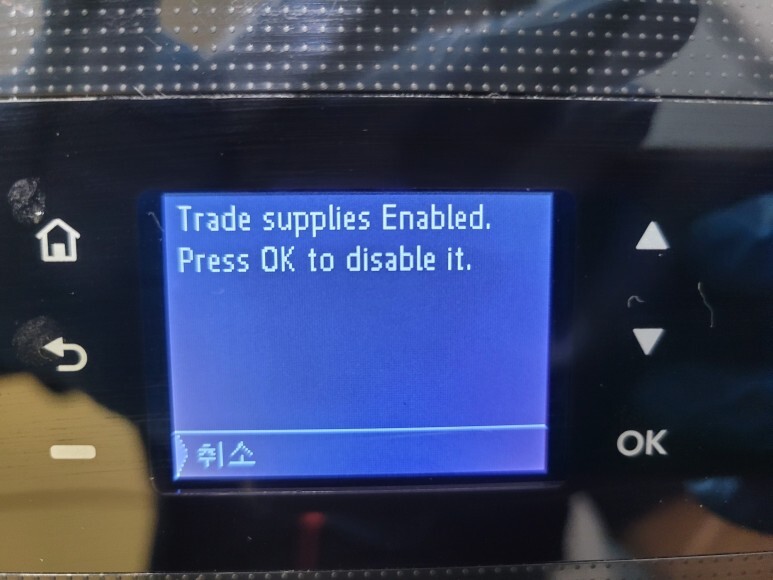 Trade supplies Enabled.
Press OK to disable it.
취소
OK